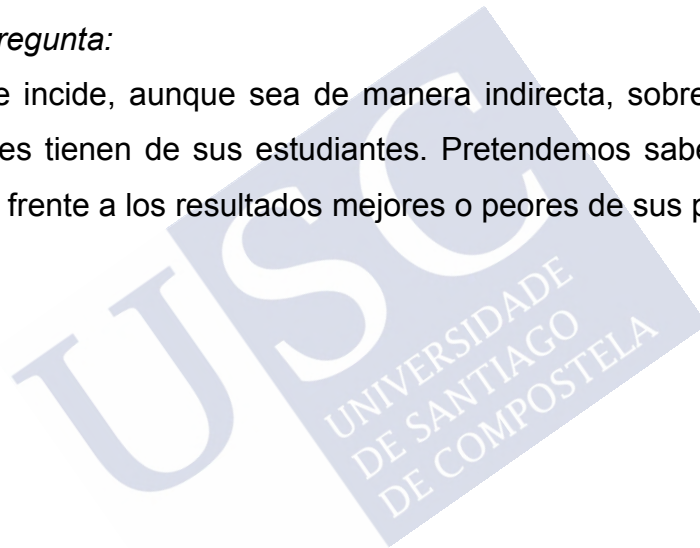 regunta:
e incide, aunque sea de manera indirecta, sobre
es tienen de sus estudiantes. Pretendemos sabe
frente a los resultados mejores o peores de sus p
USC
UNIVERSIDADE
DE SANTIAGO
DE COMPOSTELA